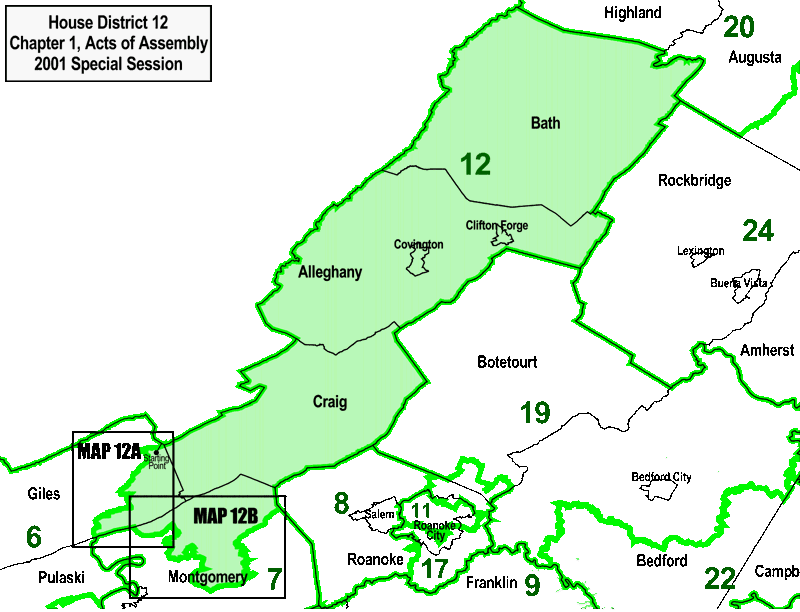 House District 12
Chapter 1, Acts of Assembly
2001 Special Session
Highland
20
Augusta
Bath
12
Rockbridge
Clifton Forge
24
Covington
Lexington
Alleghany
Buena Vista
Amherst
Botetourt
Craig
19
MAP 12A
Starting
Point
Bedford City
Giles
8
Salem
11
MAP 12B
Roanoke
City
6
Roanoke
Bedford
17
Pulaski
Montgomery
7
Franklin
9
22
Campb